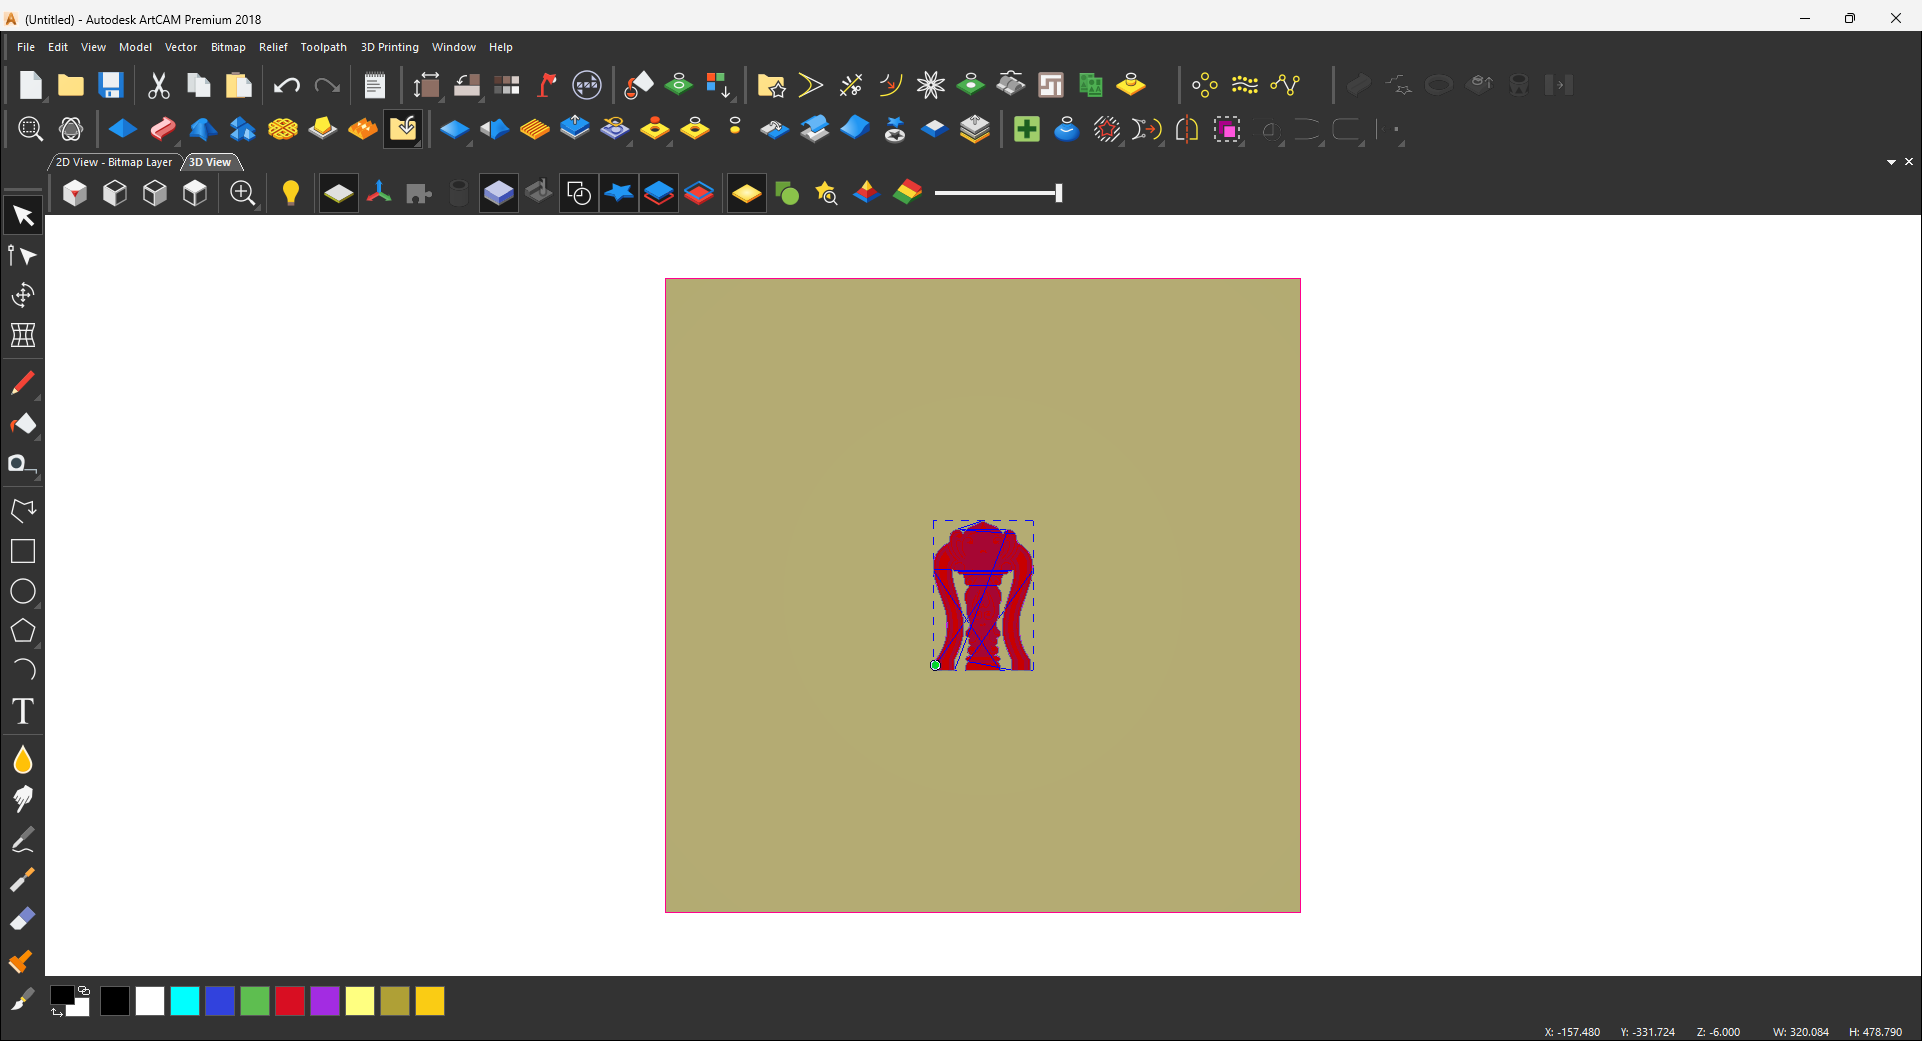 (Untitled) - Autodesk ArtCAM Premium 2018
File Edit View Model Vector Bitmap Relief Toolpath 3D Printing Window Help
2D View - Bitmap Layer 3D View
X: -157.480 Y: -331.724 Z: -6.000 W: 320.084 H: 478.790